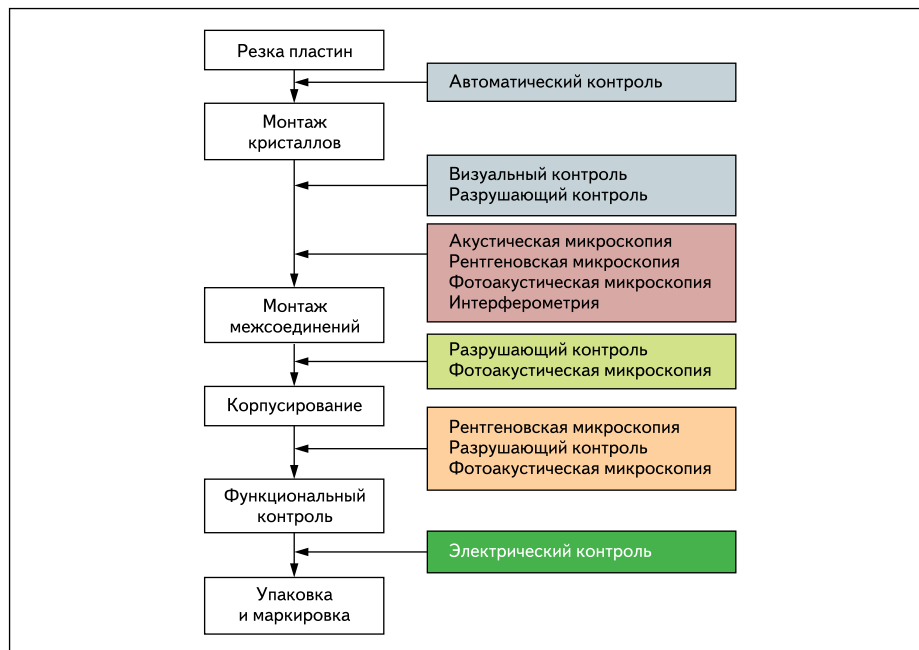 Резка пластин
Автоматический контроль
Монтаж
кристаллов
Визуальный контроль
Разрушающий контроль
Акустическая микроскопия
Рентгеновская микроскопия
Фотоакустическая микроскопия
Интерферометрия
Монтаж
межсоединений
Разрушающий контроль
Фотоакустическая микроскопия
Корпусирование
Рентгеновская микроскопия
Разрушающий контроль
Фотоакустическая микроскопия
Функциональный
контроль
Электрический контроль
Упаковка
и маркировка